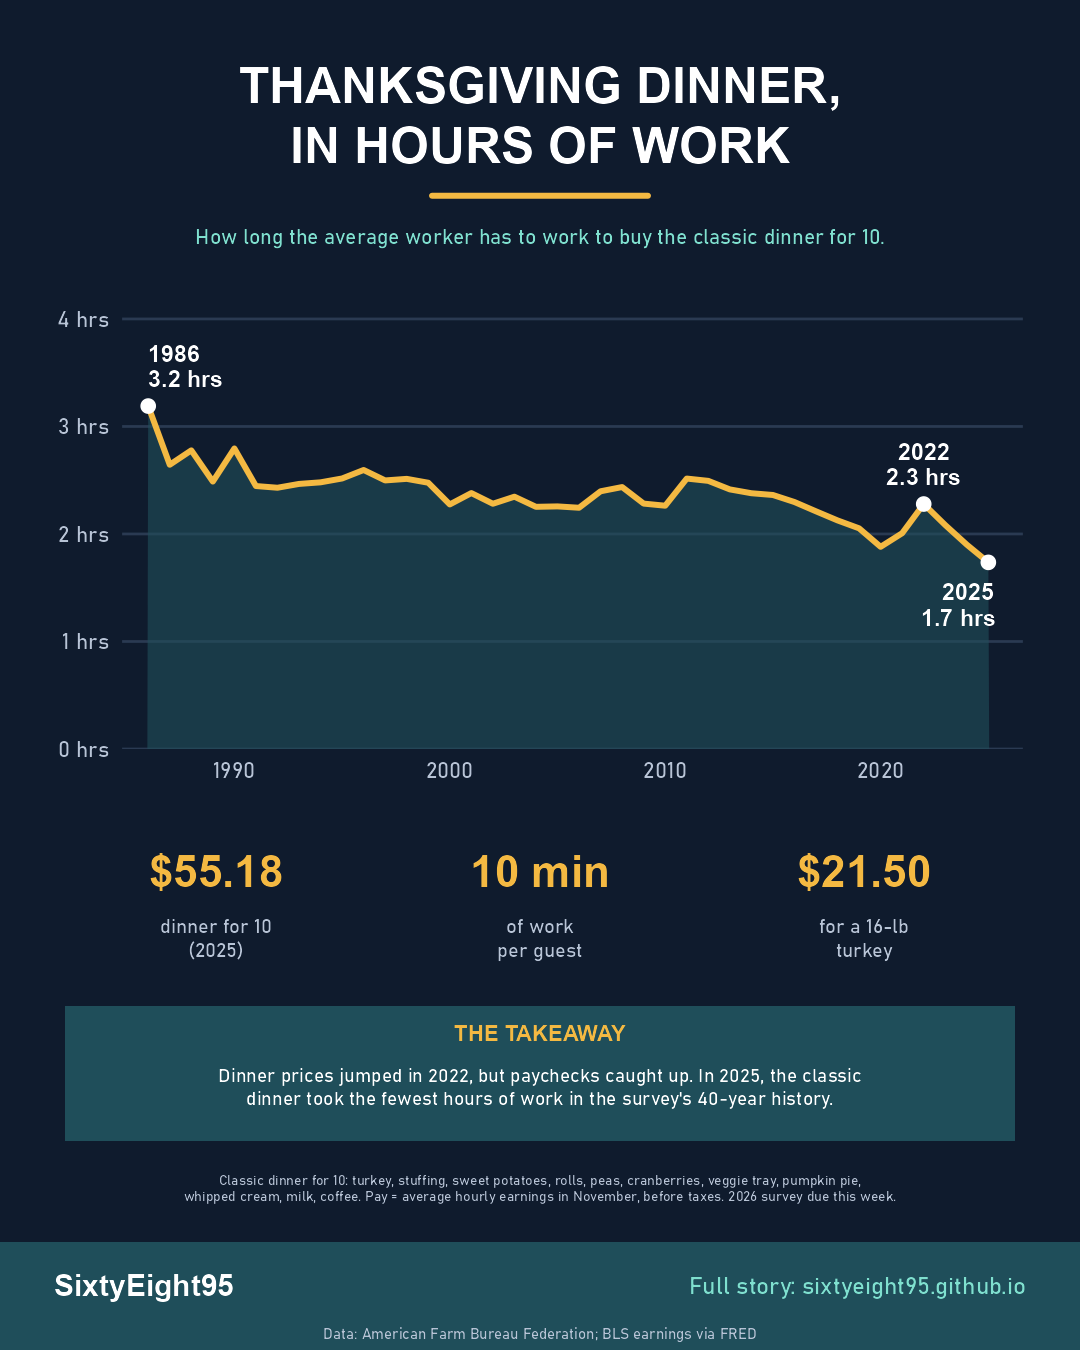 THANKSGIVING DINNER,
IN HOURS OF WORK
How long the average worker has to work to buy the classic dinner for 10.
4 hrs
1986
3.2 hrs
3 hrs
2022
2.3 hrs
2 hrs
2025
1.7 hrs
1 hrs
0 hrs
1990 2000 2010 2020
$55.18 10 min $21.50
dinner for 10 of work for a 16-lb
(2025) per guest turkey
THE TAKEAWAY
Dinner prices jumped in 2022, but paychecks caught up. In 2025, the classic
dinner took the fewest hours of work in the survey's 40-year history.
Classic dinner for 10: turkey, stuffing, sweet potatoes, rolls, peas, cranberries, veggie tray, pumpkin pie,
whipped cream, milk, coffee. Pay = average hourly earnings in November, before taxes. 2026 survey due this week.
SixtyEight95 Full story: sixtyeight95.github.io
Data: American Farm Bureau Federation; BLS earnings via FRED